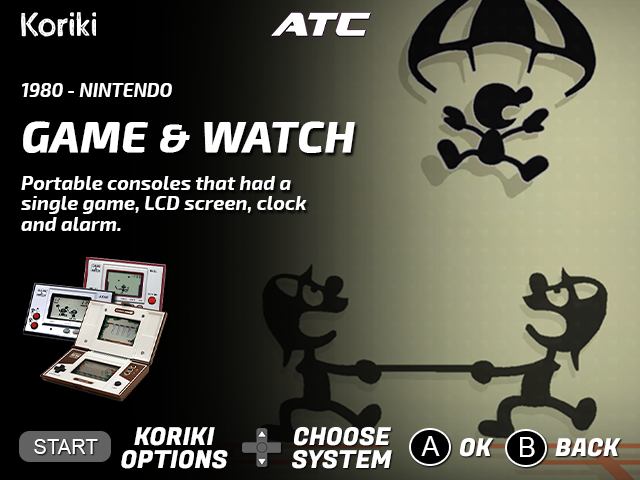 Koriki
ATC
1980 - NINTENDO
GAME & WATCH
Portable consoles that had a
single game, LCD screen, clock
and alarm.
START
KORIKI
OPTIONS
CHOOSE
SYSTEM
A OK
B BACK